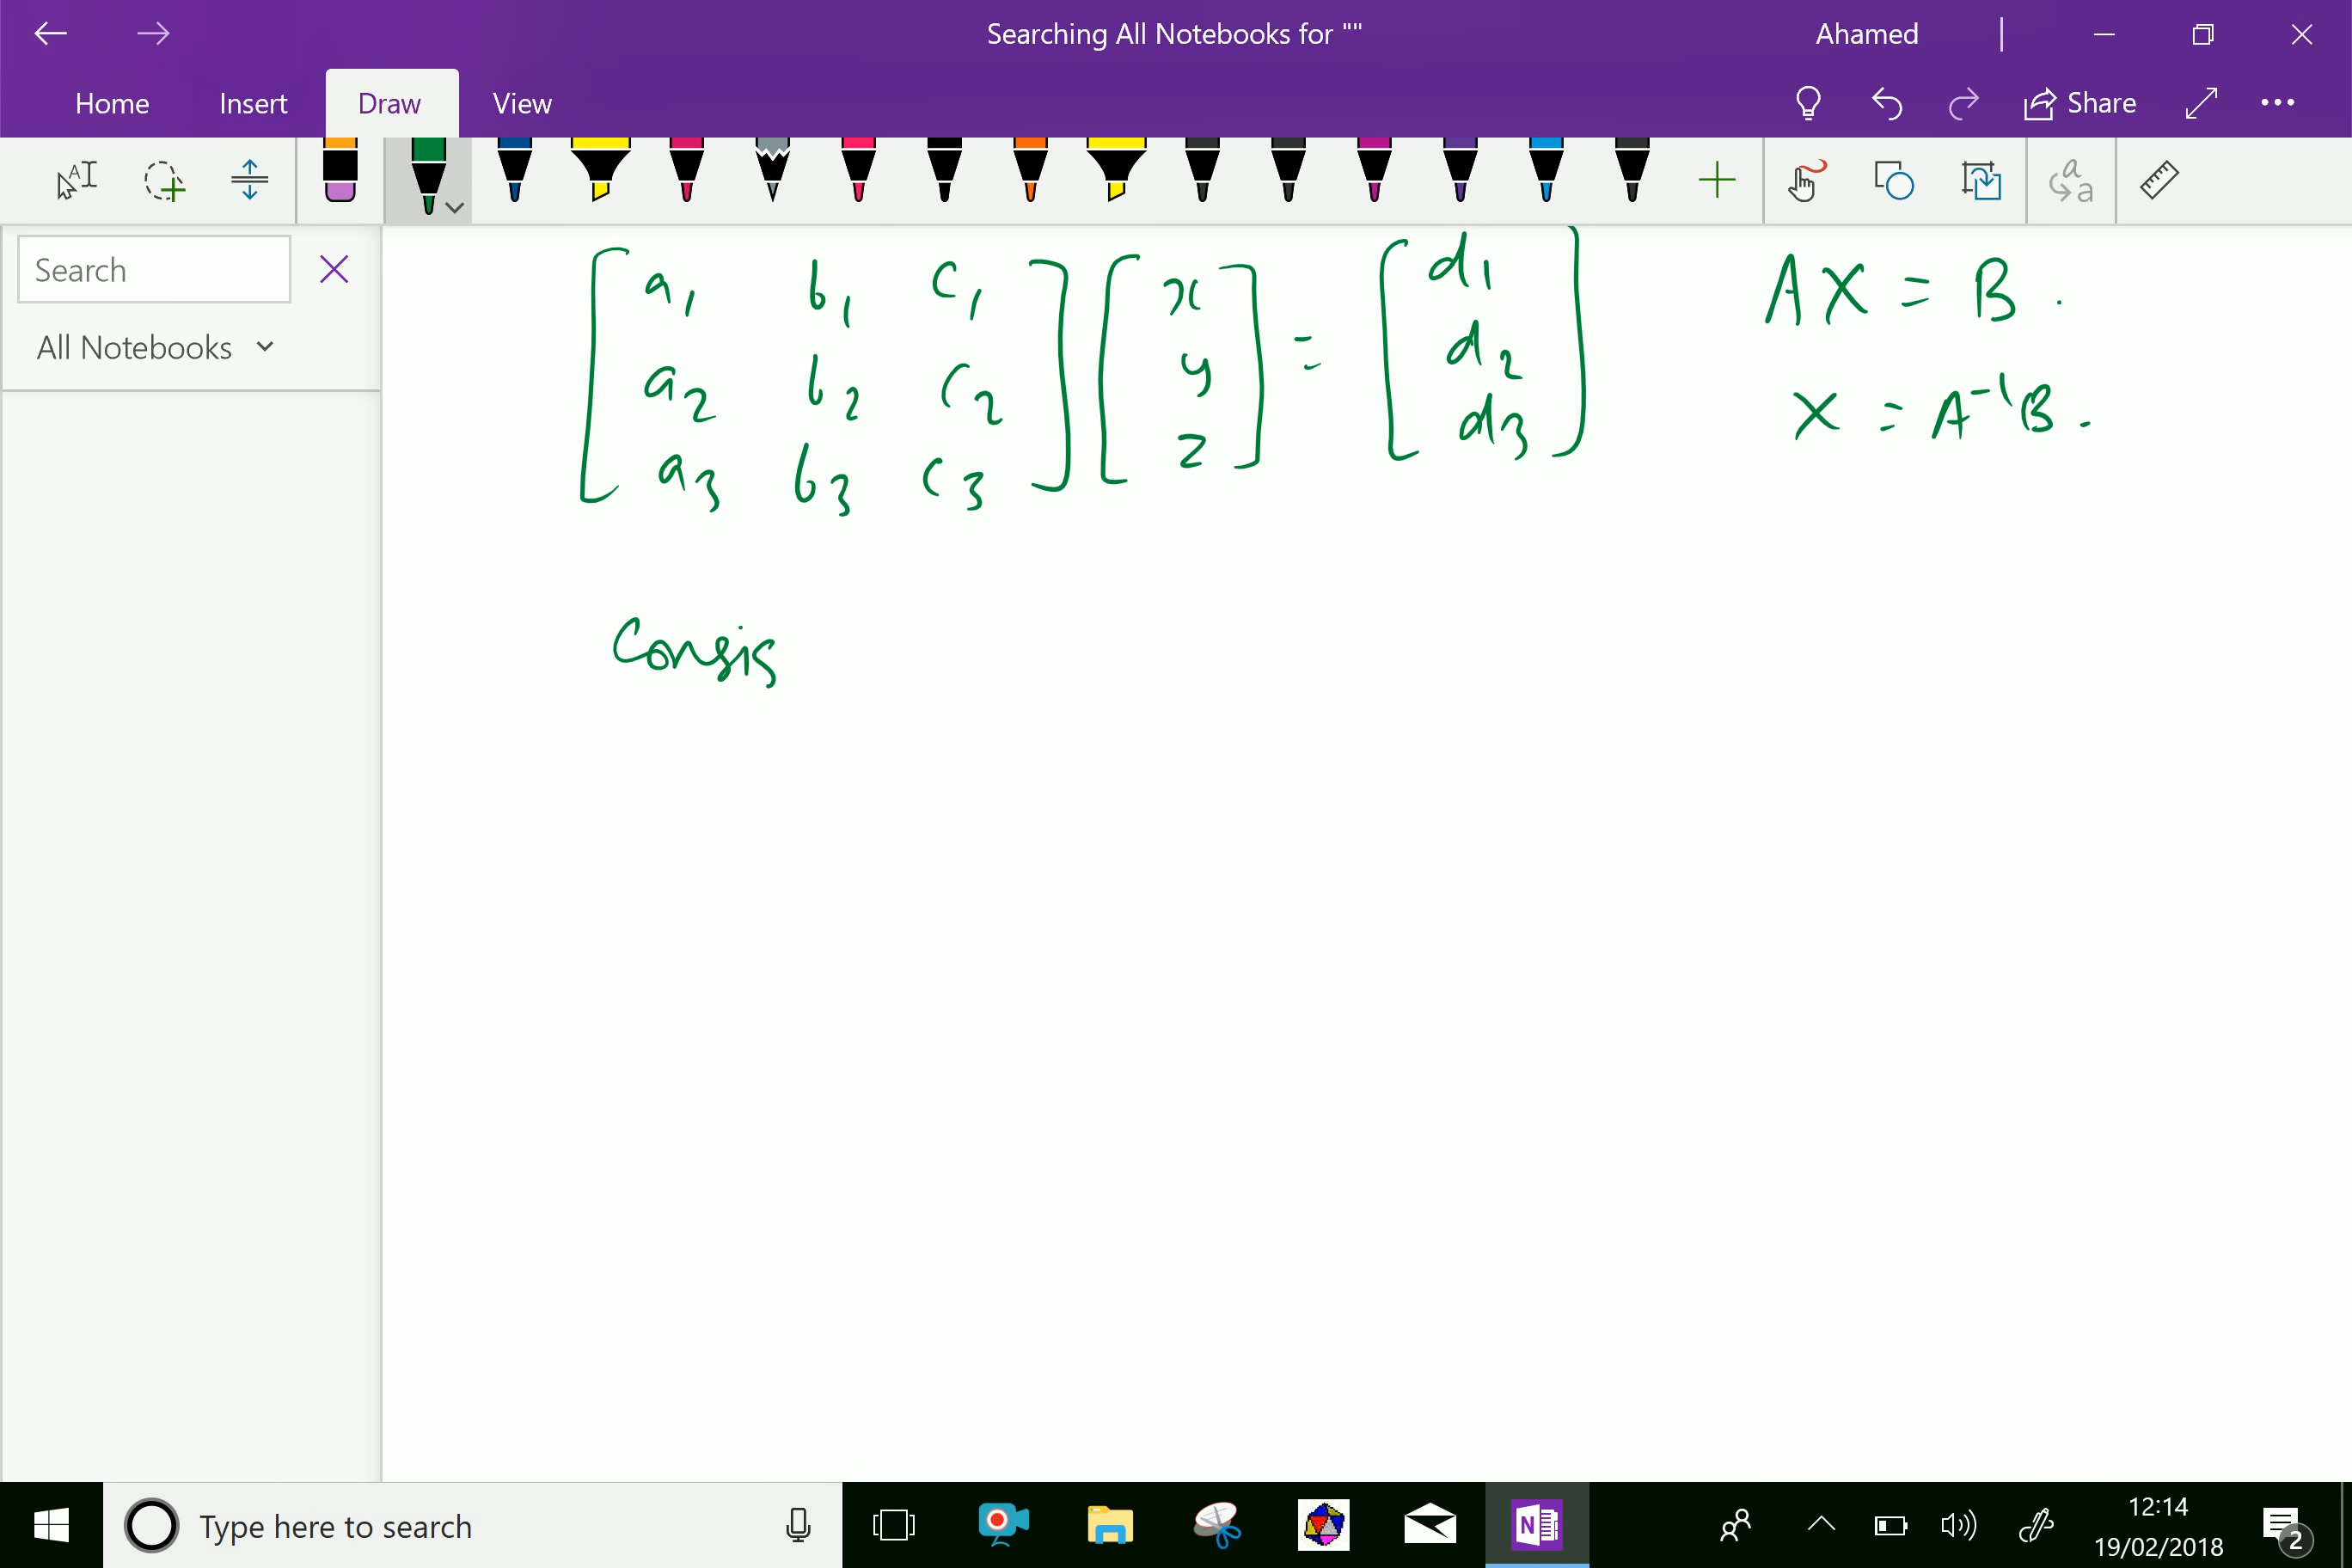 Searching All Notebooks for ""
Ahamed
Home Insert Draw View
Share
Search
All Notebooks
a₁ b₁ c₁ x = d₁ AX = B .
a₂ b₂ c₂ y d₂ X = A⁻¹B .
a₃ b₃ c₃ z d₃
Consis
Type here to search
12:14
19/02/2018
2